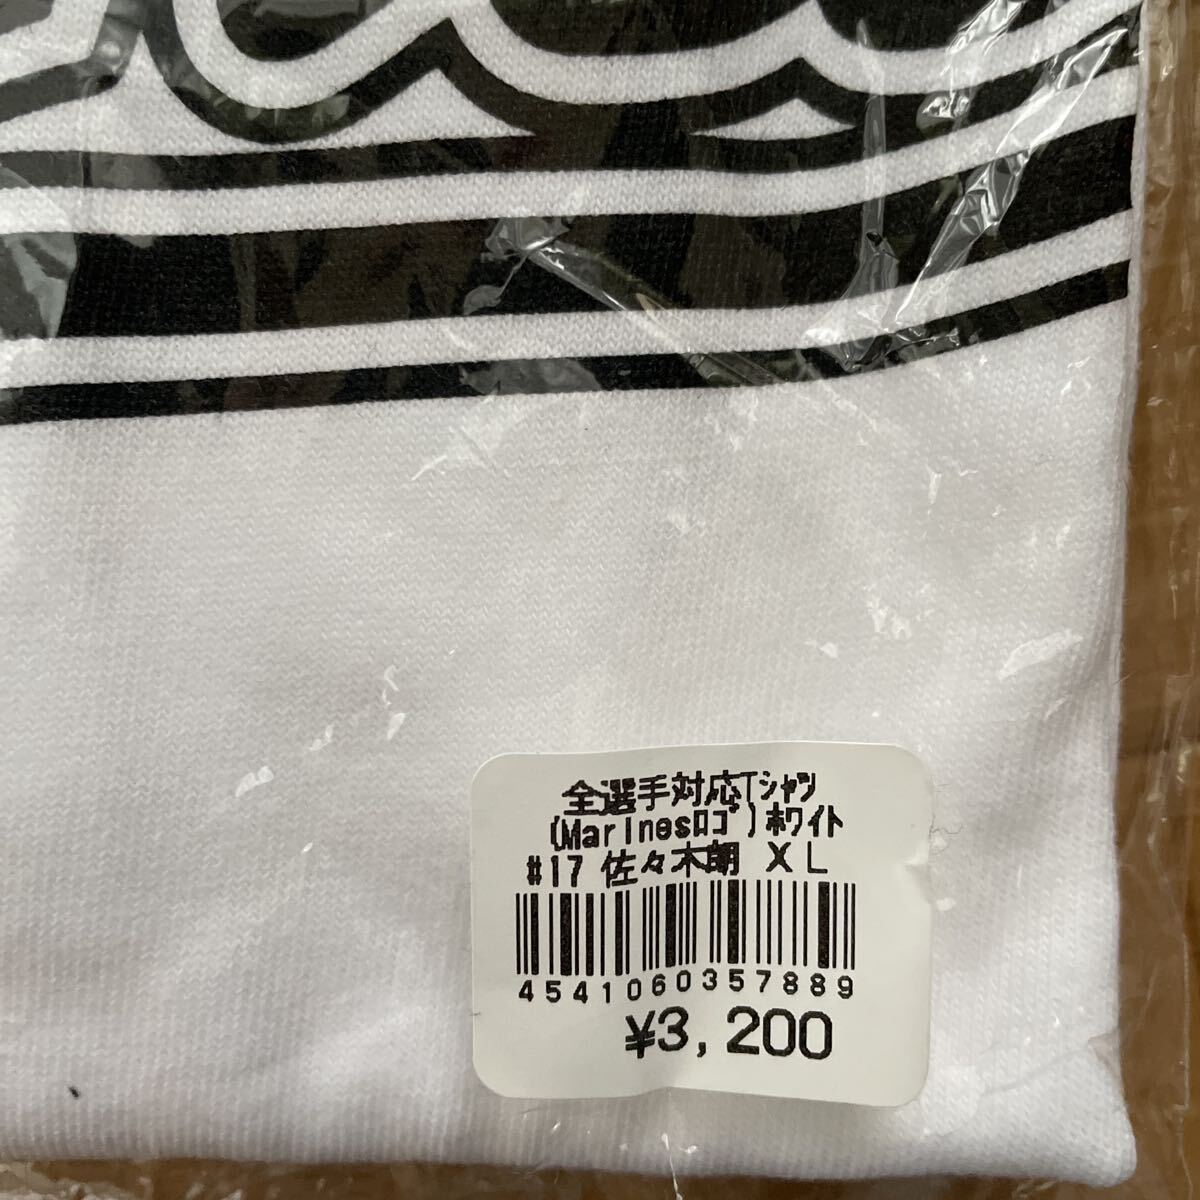 全選手対応Tｼｬﾂ
(Marinesﾛｺﾞ)ﾎﾜｲﾄ
#17 佐々木朗 XL
4541060357889
¥3,200